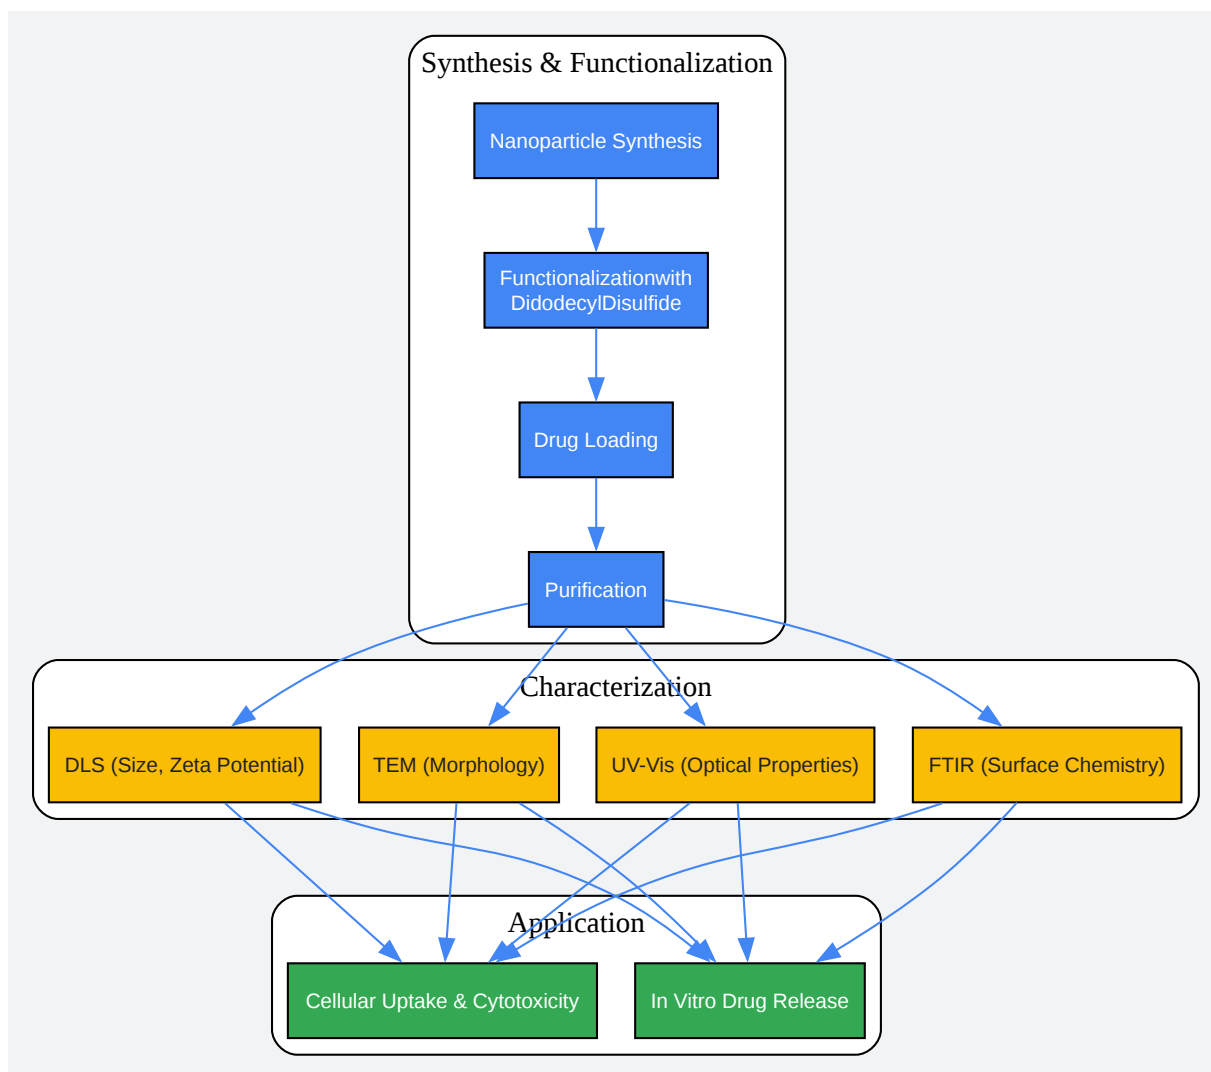 Synthesis & Functionalization
Nanoparticle Synthesis
Functionalizationwith
DidodecylDisulfide
Drug Loading
Purification
Characterization
DLS (Size, Zeta Potential)
TEM (Morphology)
UV-Vis (Optical Properties)
FTIR (Surface Chemistry)
Application
Cellular Uptake & Cytotoxicity
In Vitro Drug Release